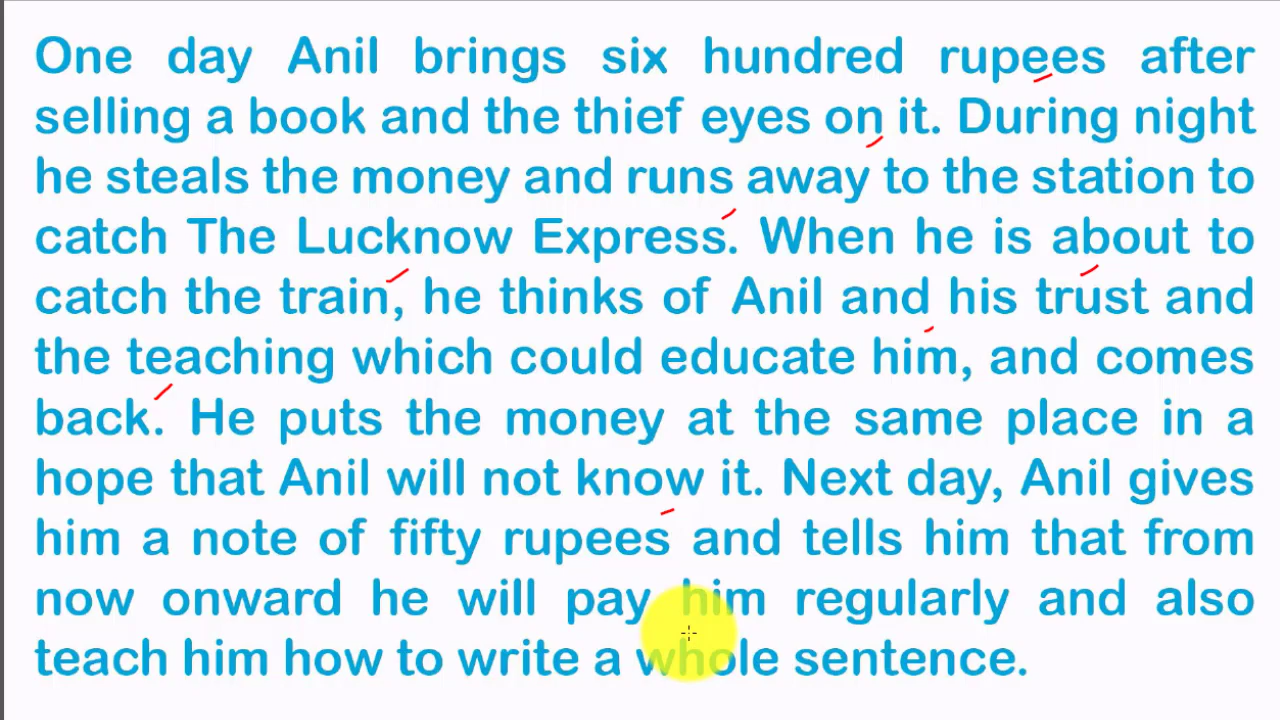 One day Anil brings six hundred rupees after
selling a book and the thief eyes on it. During night
he steals the money and runs away to the station to
catch The Lucknow Express. When he is about to
catch the train, he thinks of Anil and his trust and
the teaching which could educate him, and comes
back. He puts the money at the same place in a
hope that Anil will not know it. Next day, Anil gives
him a note of fifty rupees and tells him that from
now onward he will pay him regularly and also
teach him how to write a whole sentence.